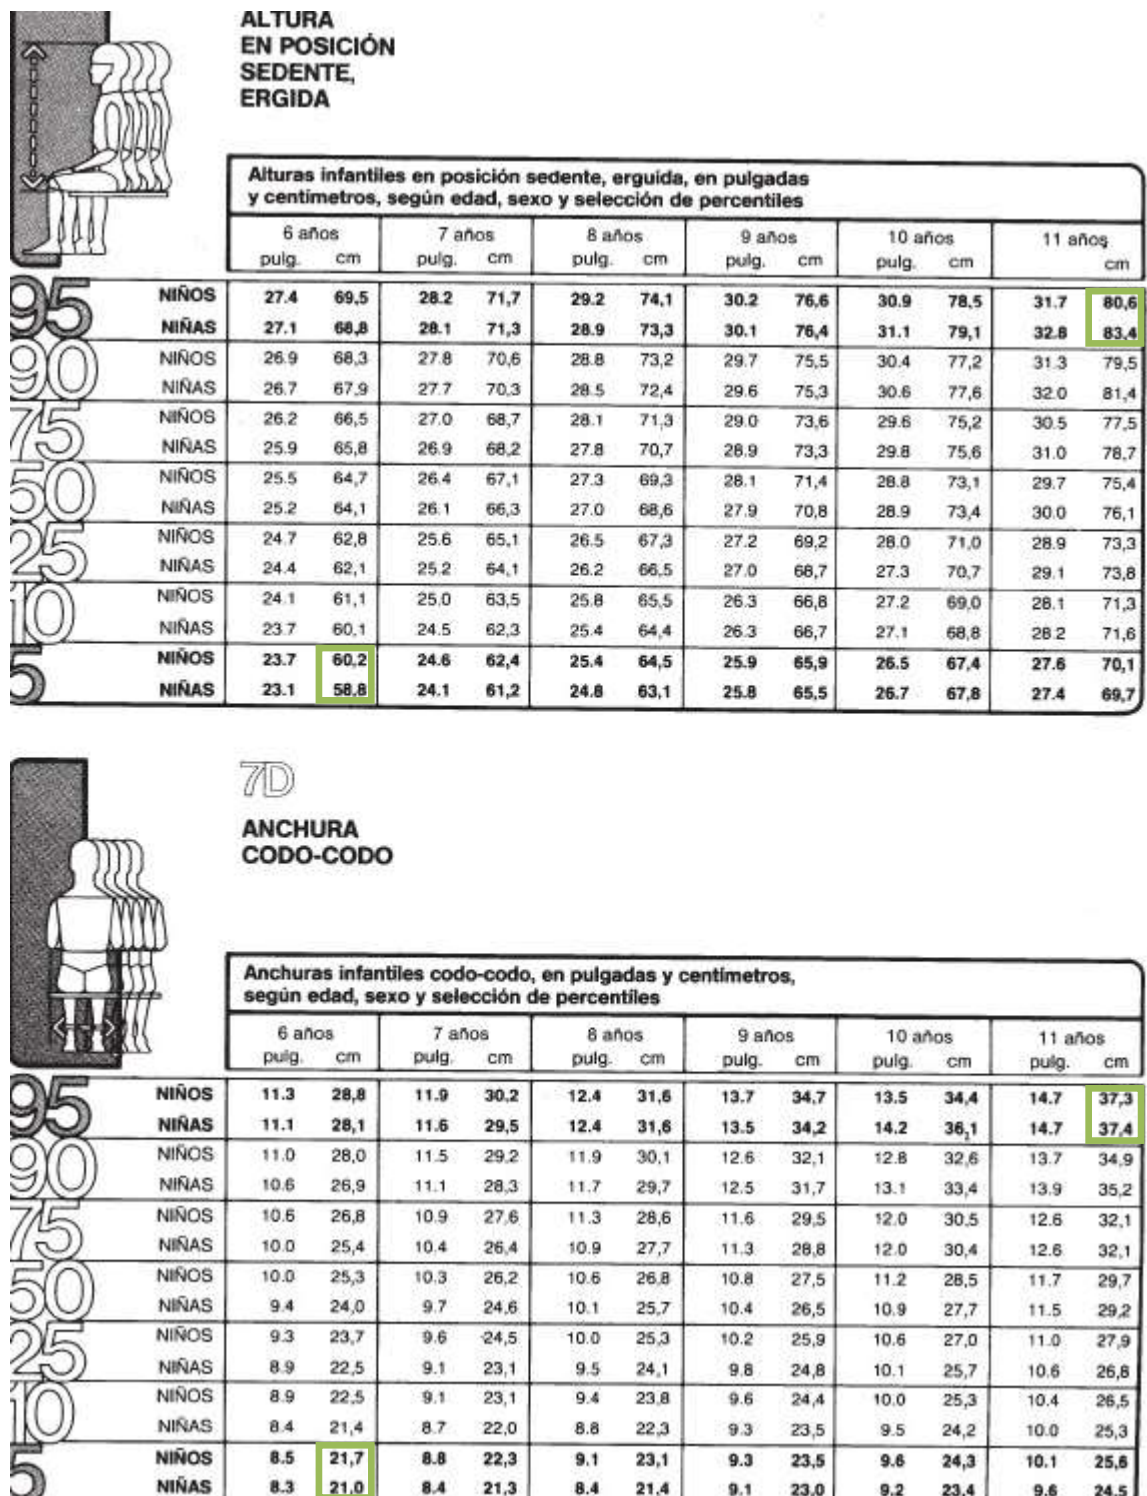 ALTURA
EN POSICIÓN
SEDENTE,
ERGIDA
Alturas infantiles en posición sedente, erguida, en pulgadas
y centímetros, según edad, sexo y selección de percentiles
6 años 7 años 8 años 9 años 10 años 11 años
pulg. cm pulg. cm pulg. cm pulg. cm pulg. cm cm
95 NIÑOS 27.4 69,5 28.2 71,7 29.2 74,1 30.2 76,6 30.9 78,5 31.7 80,6
NIÑAS 27.1 68,8 28.1 71,3 28.9 73,3 30.1 76,4 31.1 79,1 32.8 83,4
90 NIÑOS 26.9 68,3 27.8 70,6 28.8 73,2 29.7 75,5 30.4 77,2 31.3 79,5
NIÑAS 26.7 67,9 27.7 70,3 28.5 72,4 29.6 75,3 30.6 77,6 32.0 81,4
75 NIÑOS 26.2 66,5 27.0 68,7 28.1 71,3 29.0 73,6 29.6 75,2 30.5 77,5
NIÑAS 25.9 65,8 26.9 68,2 27.8 70,7 28.9 73,3 29.8 75,6 31.0 78,7
50 NIÑOS 25.5 64,7 26.4 67,1 27.3 69,3 28.1 71,4 28.8 73,1 29.7 75,4
NIÑAS 25.2 64,1 26.1 66,3 27.0 68,6 27.9 70,8 28.9 73,4 30.0 76,1
25 NIÑOS 24.7 62,8 25.6 65,1 26.5 67,3 27.2 69,2 28.0 71,0 28.9 73,3
NIÑAS 24.4 62,1 25.2 64,1 26.2 66,5 27.0 68,7 27.3 70,7 29.1 73,8
10 NIÑOS 24.1 61,1 25.0 63,5 25.8 65,5 26.3 66,8 27.2 69,0 28.1 71,3
NIÑAS 23.7 60,1 24.5 62,3 25.4 64,4 26.3 66,7 27.1 68,8 28.2 71,6
5 NIÑOS 23.7 60,2 24.6 62,4 25.4 64,5 25.9 65,9 26.5 67,4 27.6 70,1
NIÑAS 23.1 58,8 24.1 61,2 24.8 63,1 25.8 65,5 26.7 67,8 27.4 69,7
7D
ANCHURA
CODO-CODO
Anchuras infantiles codo-codo, en pulgadas y centímetros,
según edad, sexo y selección de percentiles
6 años 7 años 8 años 9 años 10 años 11 años
pulg. cm pulg. cm pulg. cm pulg. cm pulg. cm pulg. cm
95 NIÑOS 11.3 28,8 11.9 30,2 12.4 31,6 13.7 34,7 13.5 34,4 14.7 37,3
NIÑAS 11.1 28,1 11.6 29,5 12.4 31,6 13.5 34,2 14.2 36,1 14.7 37,4
90 NIÑOS 11.0 28,0 11.5 29,2 11.9 30,1 12.6 32,1 12.8 32,6 13.7 34,9
NIÑAS 10.6 26,9 11.1 28,3 11.7 29,7 12.5 31,7 13.1 33,4 13.9 35,2
75 NIÑOS 10.6 26,8 10.9 27,6 11.3 28,6 11.6 29,5 12.0 30,5 12.6 32,1
NIÑAS 10.0 25,4 10.4 26,4 10.9 27,7 11.3 28,8 12.0 30,4 12.6 32,1
50 NIÑOS 10.0 25,3 10.3 26,2 10.6 26,8 10.8 27,5 11.2 28,5 11.7 29,7
NIÑAS 9.4 24,0 9.7 24,6 10.1 25,7 10.4 26,5 10.9 27,7 11.5 29,2
25 NIÑOS 9.3 23,7 9.6 24,5 10.0 25,3 10.2 25,9 10.6 27,0 11.0 27,9
NIÑAS 8.9 22,5 9.1 23,1 9.5 24,1 9.8 24,8 10.1 25,7 10.6 26,8
10 NIÑOS 8.9 22,5 9.1 23,1 9.4 23,8 9.6 24,4 10.0 25,3 10.4 26,5
NIÑAS 8.4 21,4 8.7 22,0 8.8 22,3 9.3 23,5 9.5 24,2 10.0 25,3
5 NIÑOS 8.5 21,7 8.8 22,3 9.1 23,1 9.3 23,5 9.6 24,3 10.1 25,6
NIÑAS 8.3 21,0 8.4 21,3 8.4 21,4 9.1 23,0 9.2 23,4 9.6 24,5